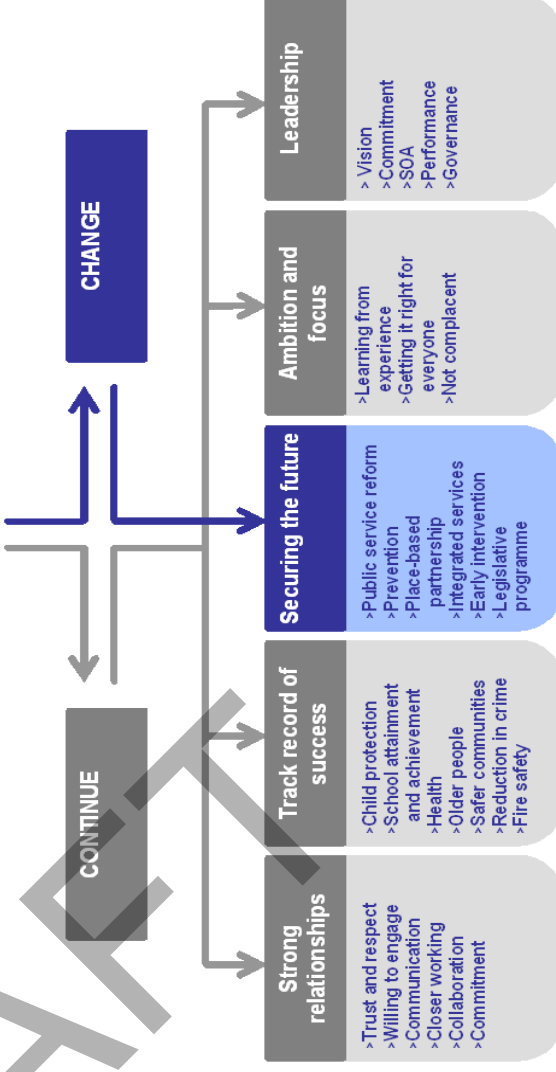 CONTINUE
CHANGE
Strong
relationships
>Trust and respect
>Willing to engage
>Communication
>Closer working
>Collaboration
>Commitment
Track record of
success
>Child protection
>School attainment
and achievement
>Health
>Older people
>Safer communities
>Reduction in crime
>Fire safety
Securing the future
>Public service reform
>Prevention
>Place-based
partnership
>Integrated services
>Early intervention
>Legislative
programme
Ambition and
focus
>Learning from
experience
>Getting it right for
everyone
>Not complacent
Leadership
> Vision
>Commitment
>SOA
>Performance
>Governance